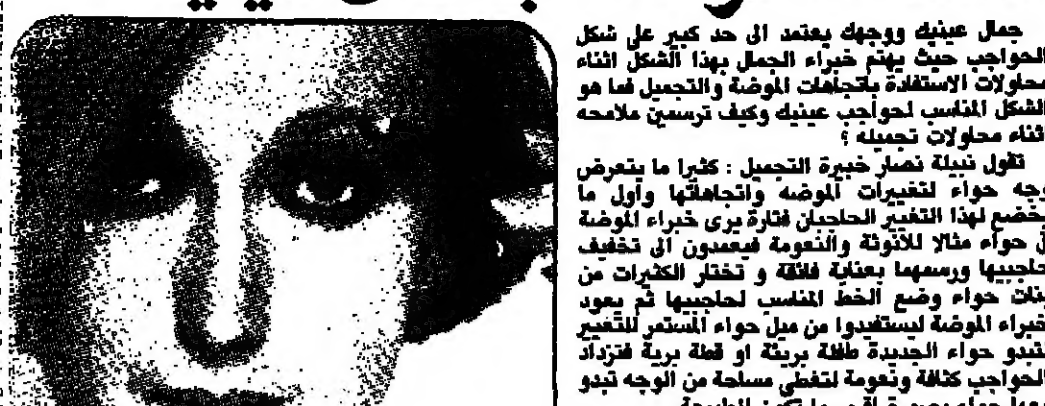 جمال عينيك ووجهك يعتمد الى حد كبير على شكل
الحواجب حيث يهتم خبراء الجمال بهذا الشكل اثناء
محاولات الاستفادة باتجاهات الموضة والتجميل فما هو
الشكل المناسب لحواجب عينيك وكيف ترسمين ملامحه
اثناء محاولات تجميله ؟
تقول نبيلة نصار خبيرة التجميل : كثيرا ما يتعرض
وجه حواء لتغييرات الموضه واتجاهاتها وأول ما
يخضع لهذا التغيير الحاجبان فتارة يرى خبراء الموضة
حواء مثالا للانوثة والنعومة فيعمدون الى تخفيف
حاجبيها ورسمهما بعناية فائقة و تختار الكثيرات من
بنات حواء وضع الخط المناسب لحاجبيها ثم يعود
خبراء الموضة ليستفيدوا من ميل حواء المستمر للتغيير
لتبدو حواء الجديدة طفلة بريئة او قطة برية فتزداد
الحواجب كثافة ونعومة لتغطي مساحة من الوجه تبدو